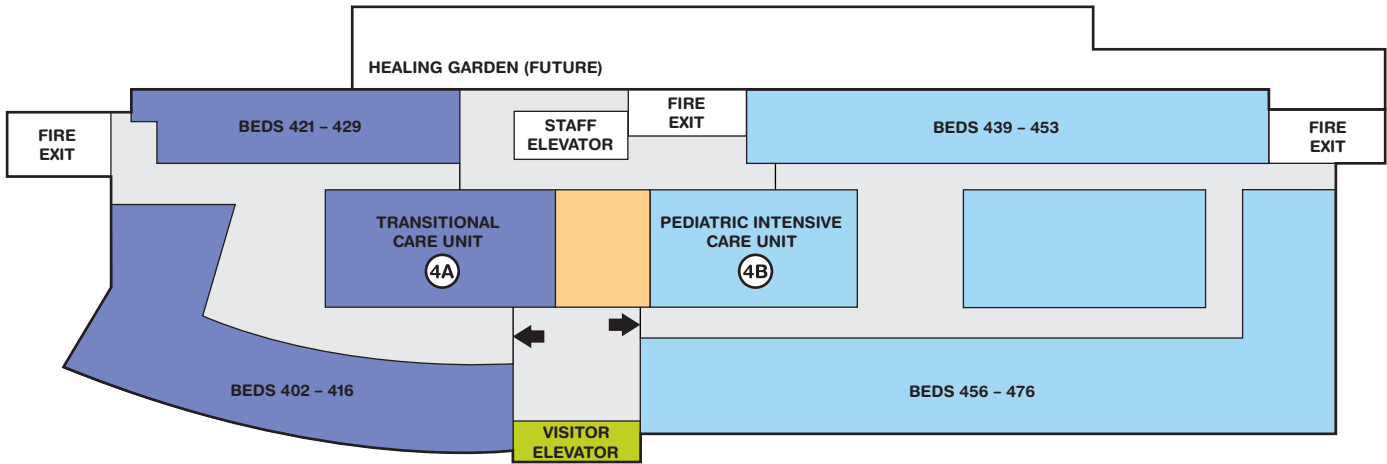 HEALING GARDEN (FUTURE)
FIRE
EXIT
BEDS 421 – 429
STAFF
ELEVATOR
FIRE
EXIT
BEDS 439 – 453
FIRE
EXIT
TRANSITIONAL
CARE UNIT
4A
PEDIATRIC INTENSIVE
CARE UNIT
4B
BEDS 402 – 416
BEDS 456 – 476
VISITOR
ELEVATOR